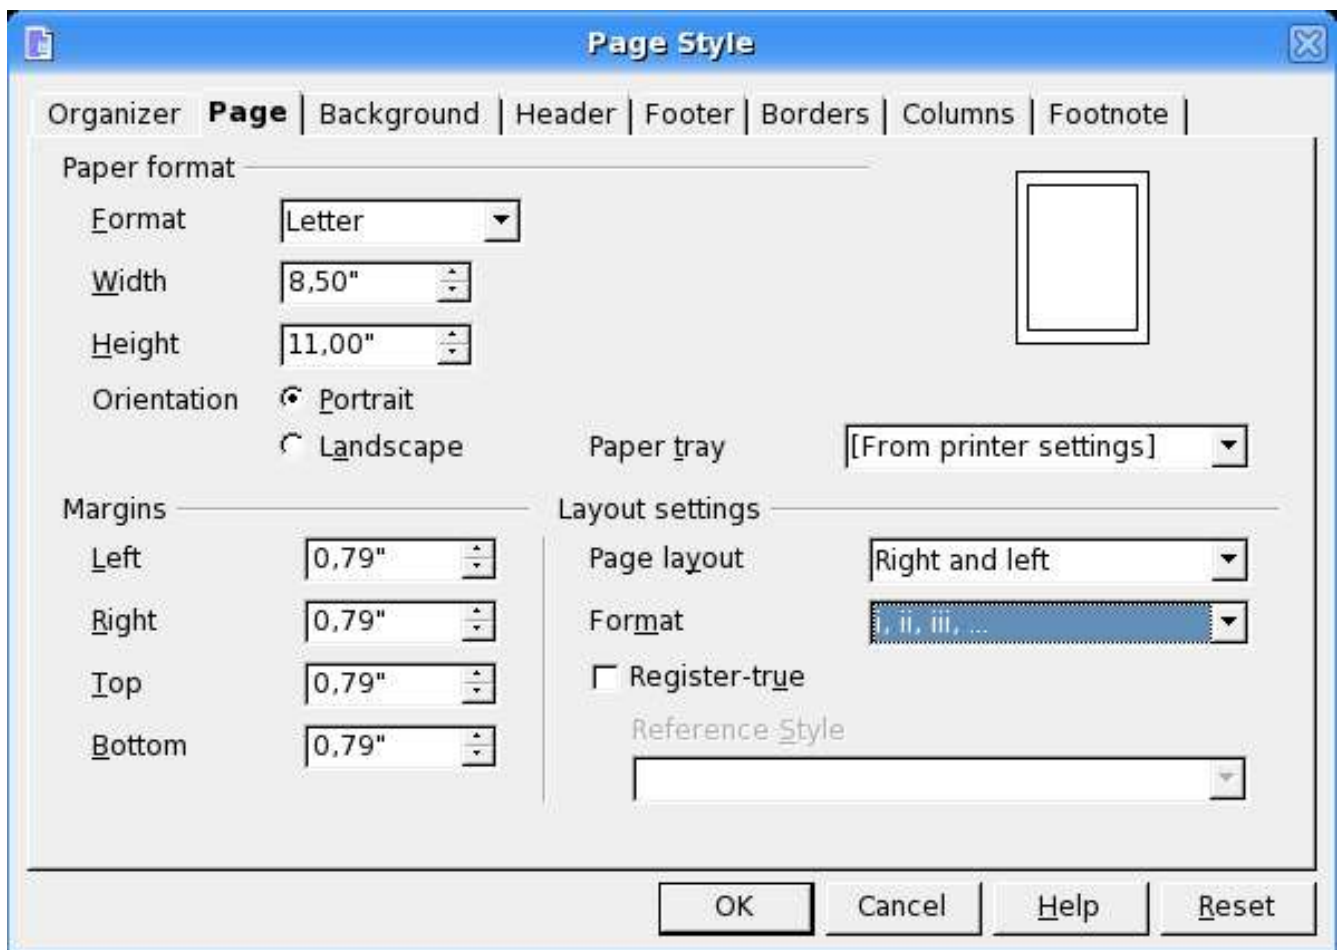 Page Style
Organizer Page Background Header Footer Borders Columns Footnote
Paper format
Format Letter
Width 8,50"
Height 11,00"
Orientation Portrait
Landscape Paper tray [From printer settings]
Margins Layout settings
Left 0,79" Page layout Right and left
Right 0,79" Format i, ii, iii, ...
Top 0,79" Register-true
Reference Style
Bottom 0,79"
OK Cancel Help Reset